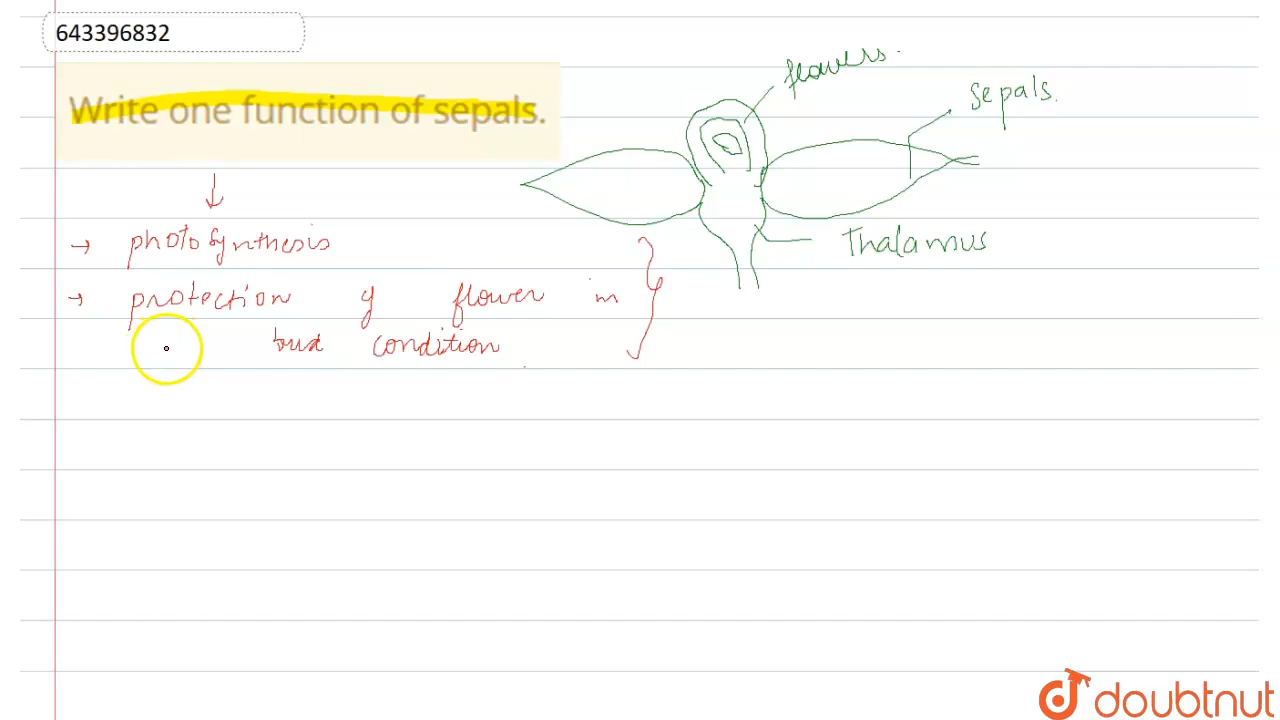 643396832
Write one function of sepals.
flowers.
sepals.
Thalamus
→ photosynthesis
→ protection of flower in
bud condition
doubtnut